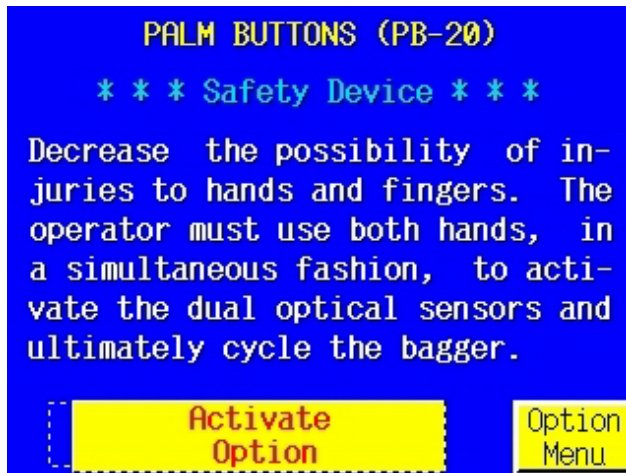 PALM BUTTONS (PB-20)
* * * Safety Device * * *
Decrease the possibility of in-
juries to hands and fingers. The
operator must use both hands, in
a simultaneous fashion, to acti-
vate the dual optical sensors and
ultimately cycle the bagger.
Activate
Option
Option
Menu